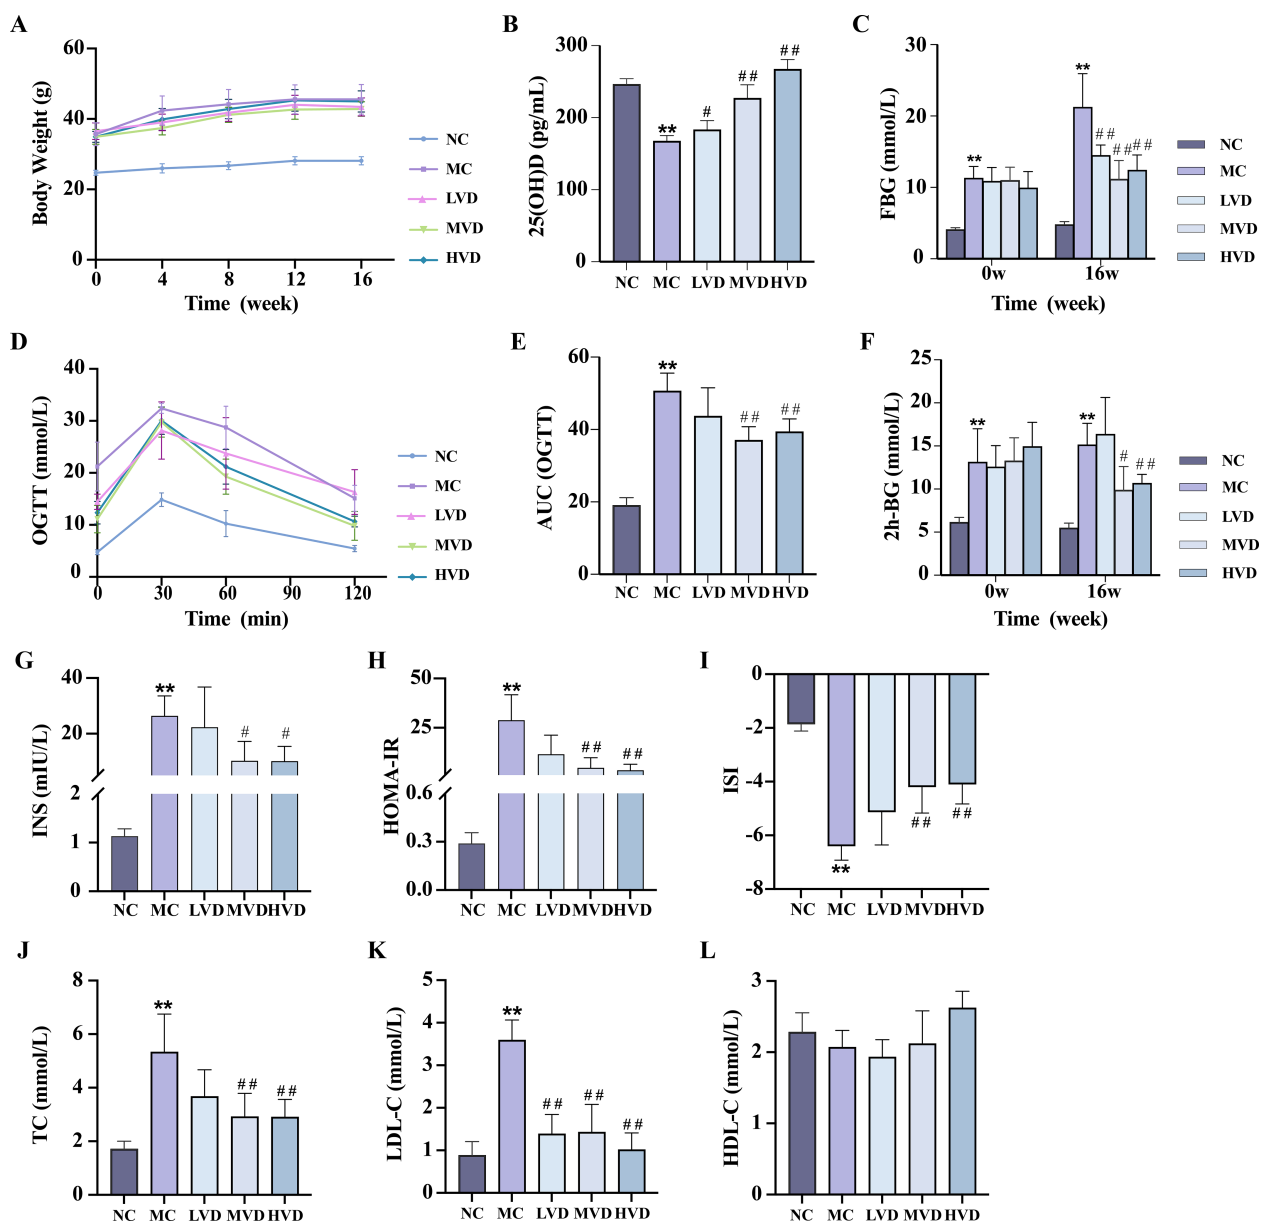 A
Body Weight (g)
60
40
20
0
0 4 8 12 16
Time (week)
NC
MC
LVD
MVD
HVD
B
25(OH)D (pg/mL)
300
200
100
0
**
#
##
##
NC MC LVD MVD HVD
C
FBG (mmol/L)
30
20
10
0
**
**
##
##
##
0w 16w
Time (week)
NC
MC
LVD
MVD
HVD
D
OGTT (mmol/L)
40
30
20
10
0
0 30 60 90 120
Time (min)
NC
MC
LVD
MVD
HVD
E
AUC (OGTT)
60
40
20
0
**
##
##
NC MC LVD MVD HVD
F
2h-BG (mmol/L)
25
20
15
10
5
0
**
**
#
##
0w 16w
Time (week)
NC
MC
LVD
MVD
HVD
G
INS (mIU/L)
40
20
2
1
0
**
#
#
NC MC LVD MVD HVD
H
HOMA-IR
50
25
0.6
0.3
0.0
**
##
##
NC MC LVD MVD HVD
I
ISI
0
-2
-4
-6
-8
**
##
##
NC MC LVD MVD HVD
J
TC (mmol/L)
8
6
4
2
0
**
##
##
NC MC LVD MVD HVD
K
LDL-C (mmol/L)
5
4
3
2
1
0
**
##
##
##
NC MC LVD MVD HVD
L
HDL-C (mmol/L)
3
2
1
0
NC MC LVD MVD HVD